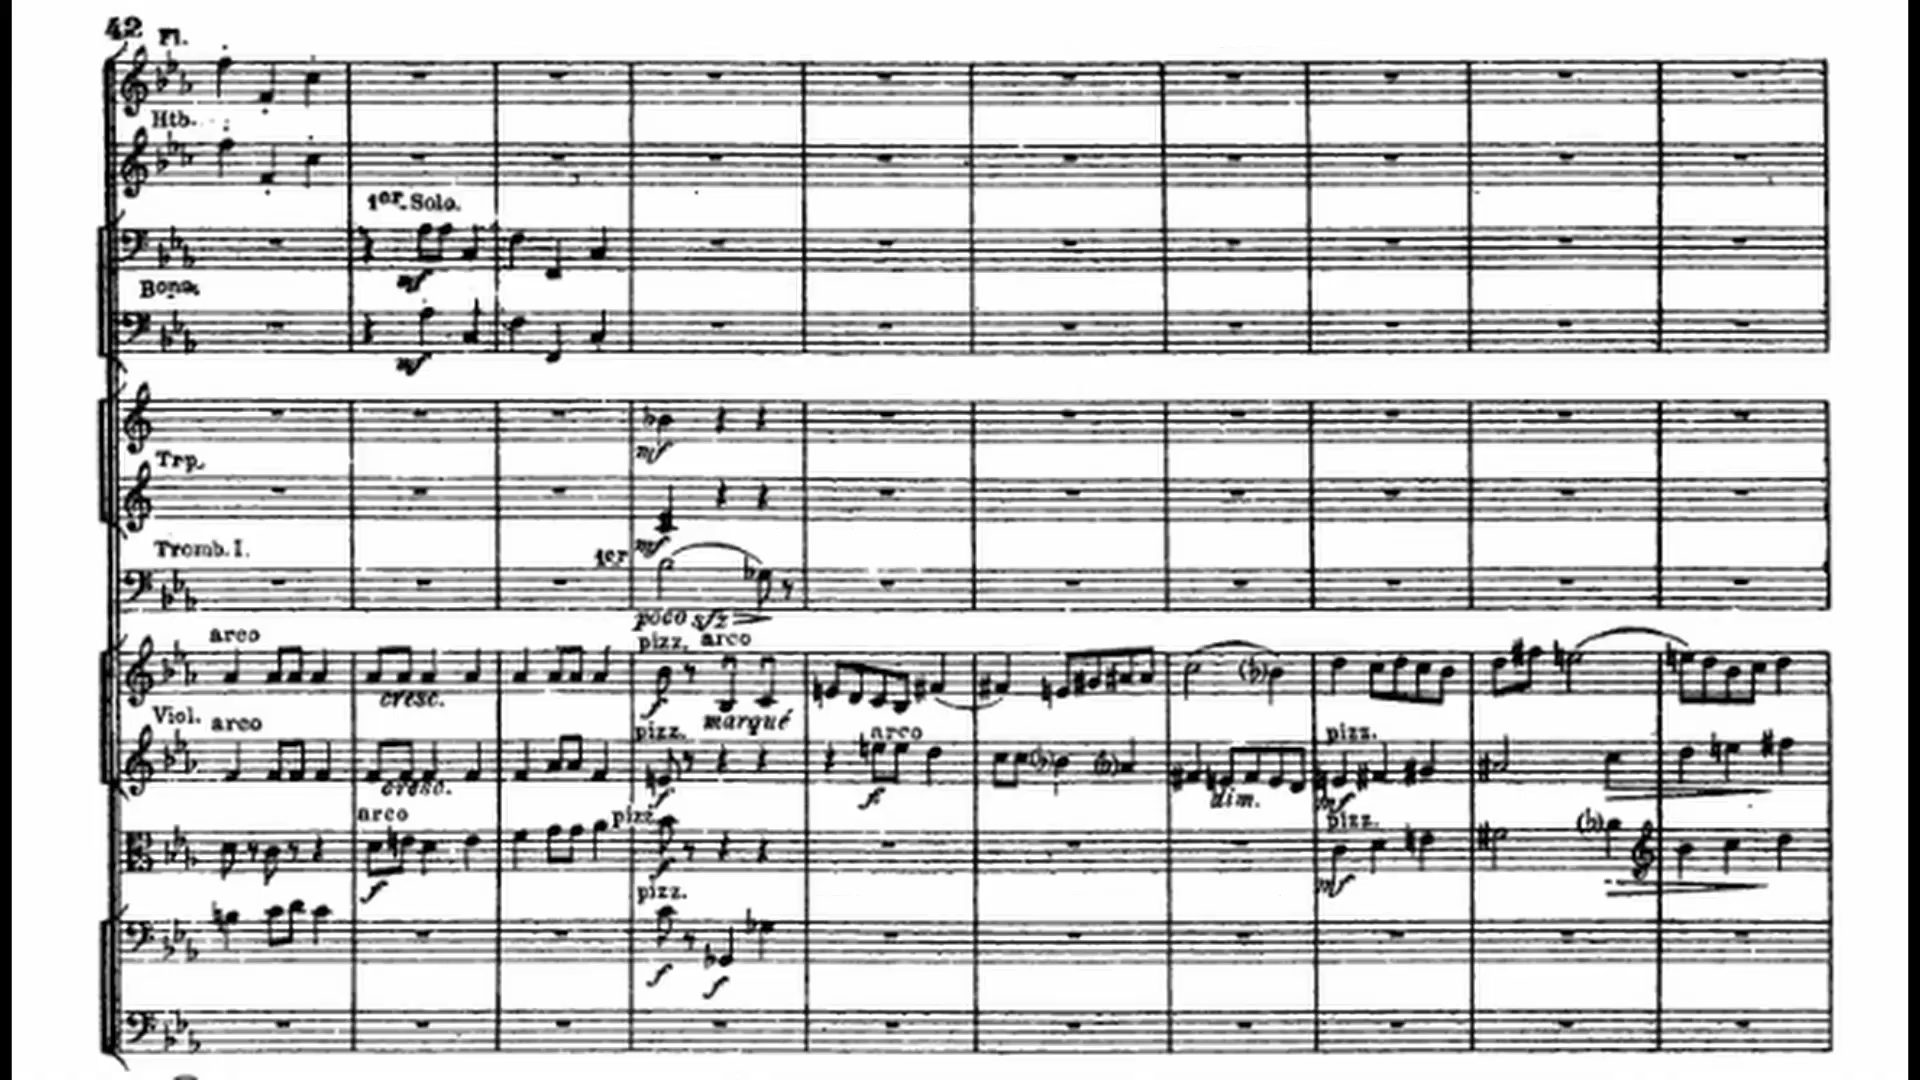 42 Fl.
Htb.
1er Solo.
mf
Bons.
mf
mf
Trp.
Tromb. I. 1er mf
poco sfz
arco pizz. arco
cresc. f marqué
Viol. arco pizz. arco pizz.
cresc. f f dim. mf
arco pizz. pizz.
f f mf
pizz.
f f